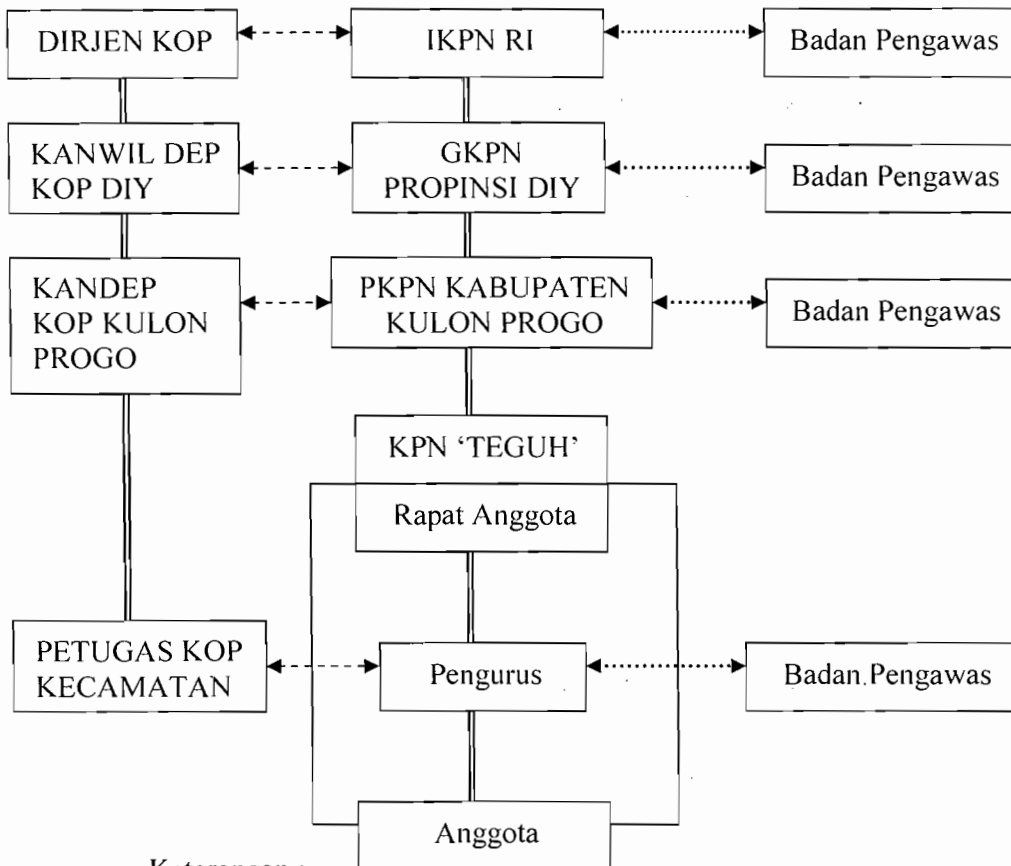 DIRJEN KOP
IKPN RI
Badan Pengawas
KANWIL DEP
KOP DIY
GKPN
PROPINSI DIY
Badan Pengawas
KANDEP
KOP KULON
PROGO
PKPN KABUPATEN
KULON PROGO
Badan Pengawas
KPN ‘TEGUH’
Rapat Anggota
PETUGAS KOP
KECAMATAN
Pengurus
Badan Pengawas
Anggota